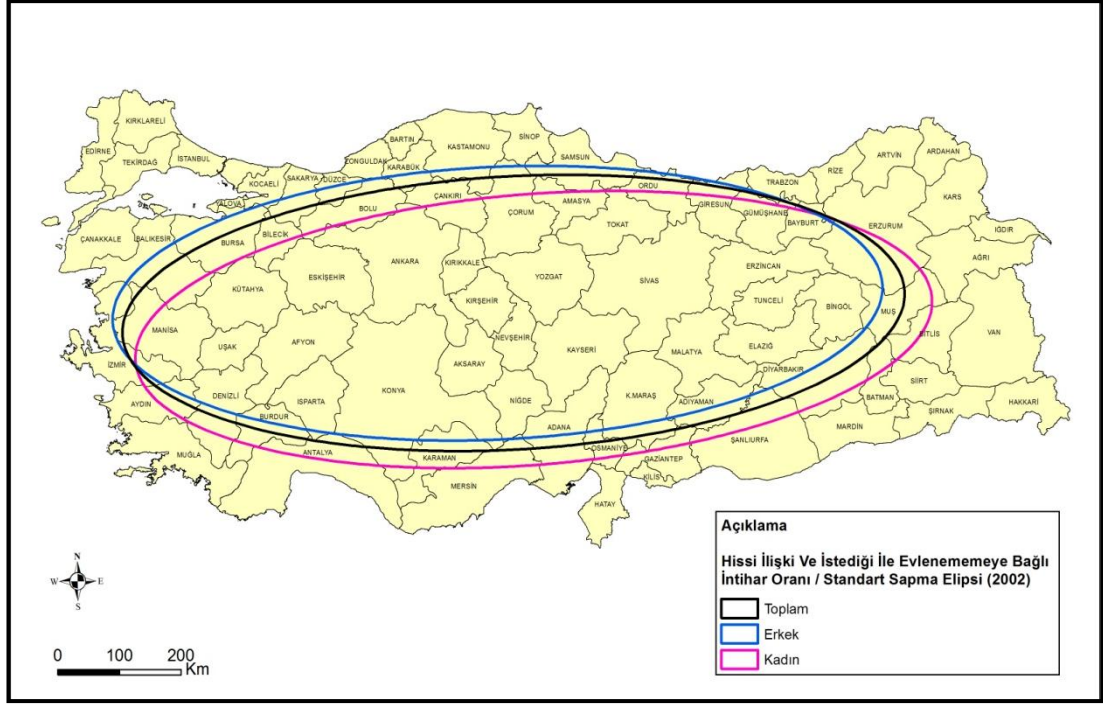 KIRKLARELİ
EDİRNE
TEKİRDAĞ
İSTANBUL
KOCAELİ
YALOVA
SAKARYA
DÜZCE
ZONGULDAK
BARTIN
KARABÜK
KASTAMONU
SİNOP
SAMSUN
ÇANAKKALE
BALIKESİR
BURSA
BİLECİK
BOLU
ÇANKIRI
ÇORUM
AMASYA
ORDU
TOKAT
GİRESUN
TRABZON
GÜMÜŞHANE
BAYBURT
RİZE
ARTVİN
ARDAHAN
KARS
ERZURUM
IĞDIR
AĞRI
ESKİŞEHİR
ANKARA
KIRIKKALE
YOZGAT
SİVAS
ERZİNCAN
KÜTAHYA
KIRŞEHİR
TUNCELİ
BİNGÖL
MUŞ
BİTLİS
VAN
MANİSA
UŞAK
AFYON
NEVŞEHİR
KAYSERİ
MALATYA
ELAZIĞ
DİYARBAKIR
İZMİR
AKSARAY
KONYA
NİĞDE
K.MARAŞ
ADIYAMAN
BATMAN
SİİRT
ŞIRNAK
HAKKARİ
AYDIN
DENİZLİ
ISPARTA
BURDUR
ADANA
OSMANİYE
GAZİANTEP
ŞANLIURFA
MARDİN
MUĞLA
ANTALYA
KARAMAN
MERSİN
KİLİS
HATAY
N
W
E
S
0 100 200
Km
Açıklama
Hissi İlişki Ve İstediği İle Evlenememeye Bağlı
İntihar Oranı / Standart Sapma Elipsi (2002)
Toplam
Erkek
Kadın